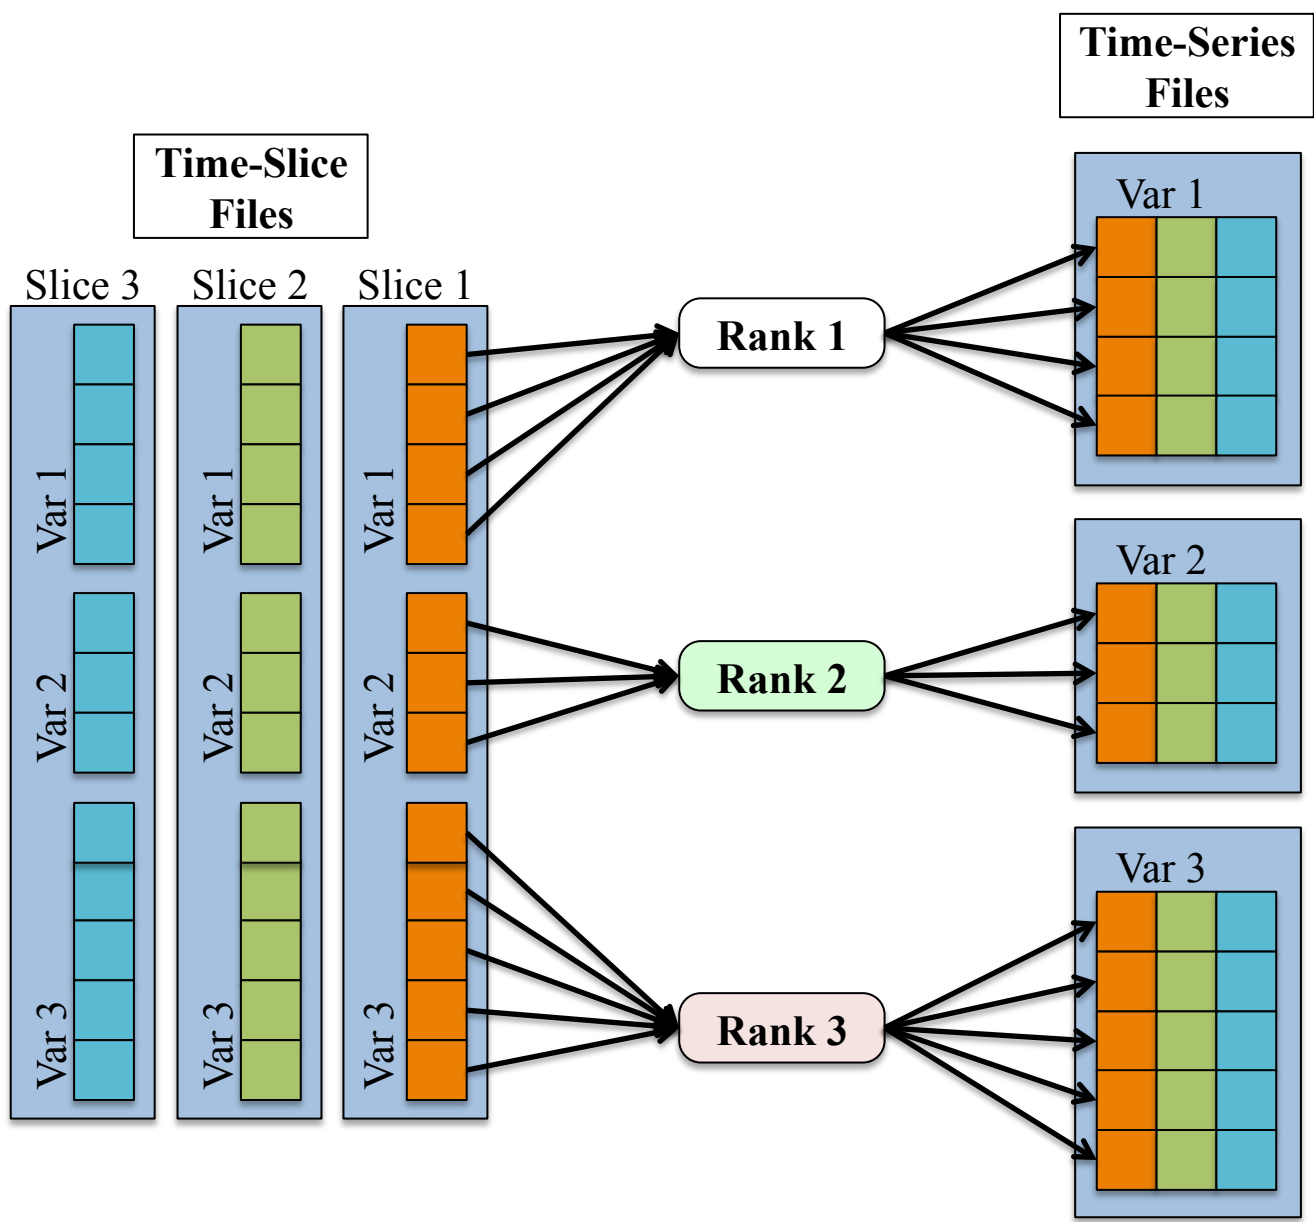 Time-Series
Files
Time-Slice
Files
Slice 3
Slice 2
Slice 1
Var 1
Var 1
Var 1
Rank 1
Var 1
Var 2
Var 2
Var 2
Rank 2
Var 2
Var 3
Var 3
Var 3
Rank 3
Var 3